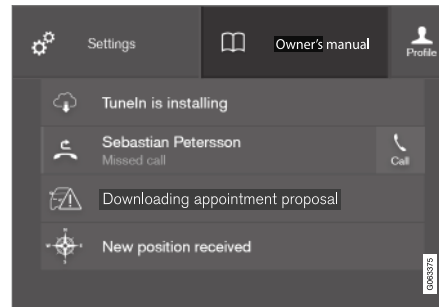 Settings
Owner's manual
Profile
TuneIn is installing
Sebastian Petersson
Missed call
Call
Downloading appointment proposal
New position received
G063375